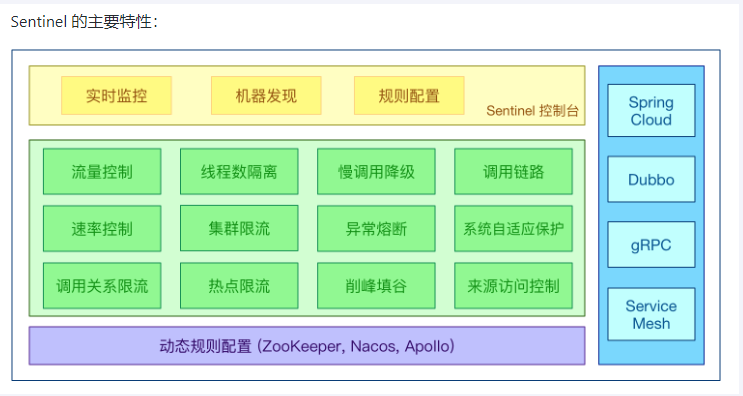 Sentinel 的主要特性：
实时监控
机器发现
规则配置
Sentinel 控制台
流量控制
线程数隔离
慢调用降级
调用链路
速率控制
集群限流
异常熔断
系统自适应保护
调用关系限流
热点限流
削峰填谷
来源访问控制
动态规则配置 (ZooKeeper, Nacos, Apollo)
Spring
Cloud
Dubbo
gRPC
Service
Mesh